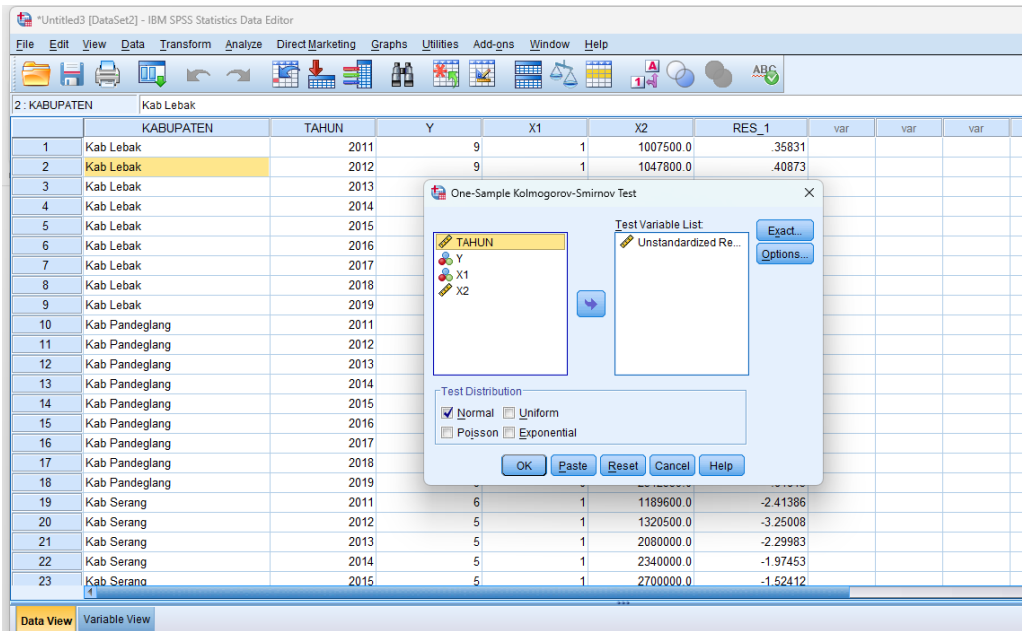 *Untitled3 [DataSet2] - IBM SPSS Statistics Data Editor
File Edit View Data Transform Analyze Direct Marketing Graphs Utilities Add-ons Window Help
A
1
ABC
2 : KABUPATEN Kab Lebak
KABUPATEN TAHUN Y X1 X2 RES_1 var var var
1 Kab Lebak 2011 9 1 1007500.0 .35831
2 Kab Lebak 2012 9 1 1047800.0 .40873
3 Kab Lebak 2013
4 Kab Lebak 2014
5 Kab Lebak 2015
6 Kab Lebak 2016
7 Kab Lebak 2017
8 Kab Lebak 2018
9 Kab Lebak 2019
10 Kab Pandeglang 2011
11 Kab Pandeglang 2012
12 Kab Pandeglang 2013
13 Kab Pandeglang 2014
14 Kab Pandeglang 2015
15 Kab Pandeglang 2016
16 Kab Pandeglang 2017
17 Kab Pandeglang 2018
18 Kab Pandeglang 2019
19 Kab Serang 2011 6 1 1189600.0 -2.41386
20 Kab Serang 2012 5 1 1320500.0 -3.25008
21 Kab Serang 2013 5 1 2080000.0 -2.29983
22 Kab Serang 2014 5 1 2340000.0 -1.97453
23 Kab Serang 2015 5 1 2700000.0 -1.52412
One-Sample Kolmogorov-Smirnov Test
Test Variable List:
TAHUN
Y
X1
X2
Unstandardized Re...
Exact...
Options...
Test Distribution
Normal Uniform
Poisson Exponential
OK Paste Reset Cancel Help
Data View Variable View